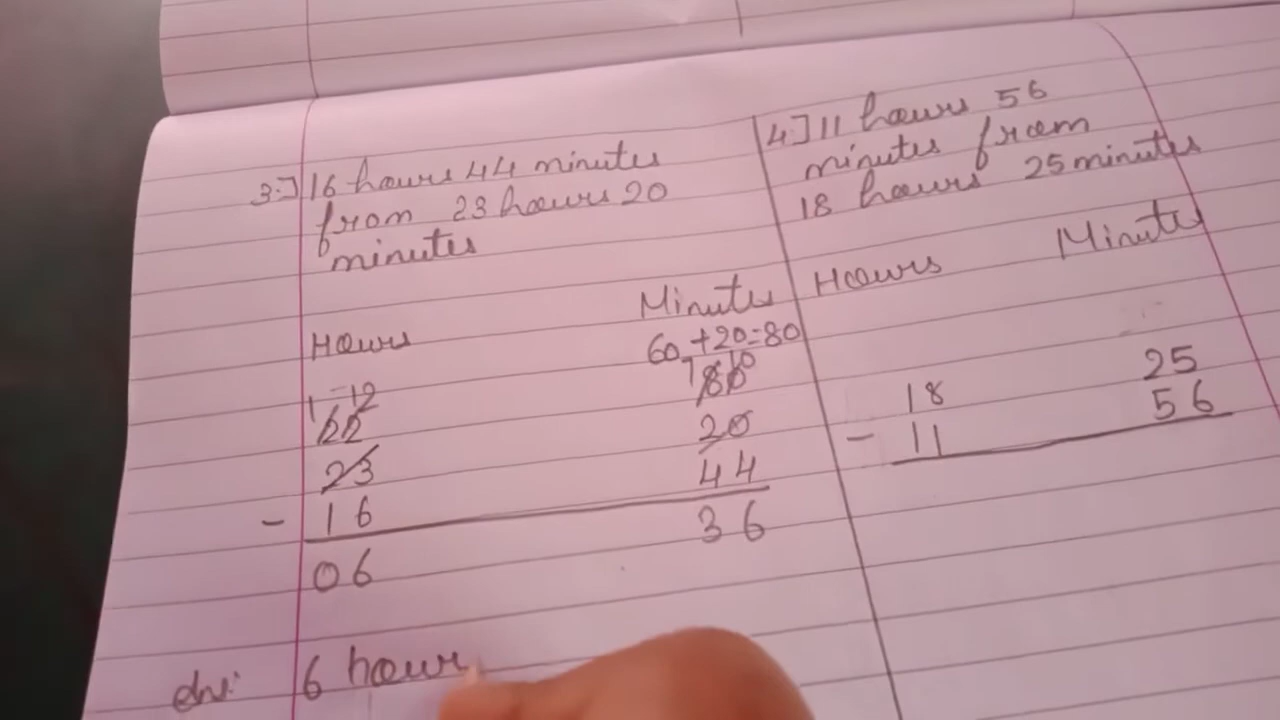 3.] 16 hours 44 minutes
from 23 hours 20
minutes
Hours Minutes
60+20=80
1 12 7 10
22 80
23 20
- 16 44
06 36
Ans: 6 hour
4.] 11 hours 56
minutes from
18 hours 25 minutes
Hours Minutes
18 25
- 11 56